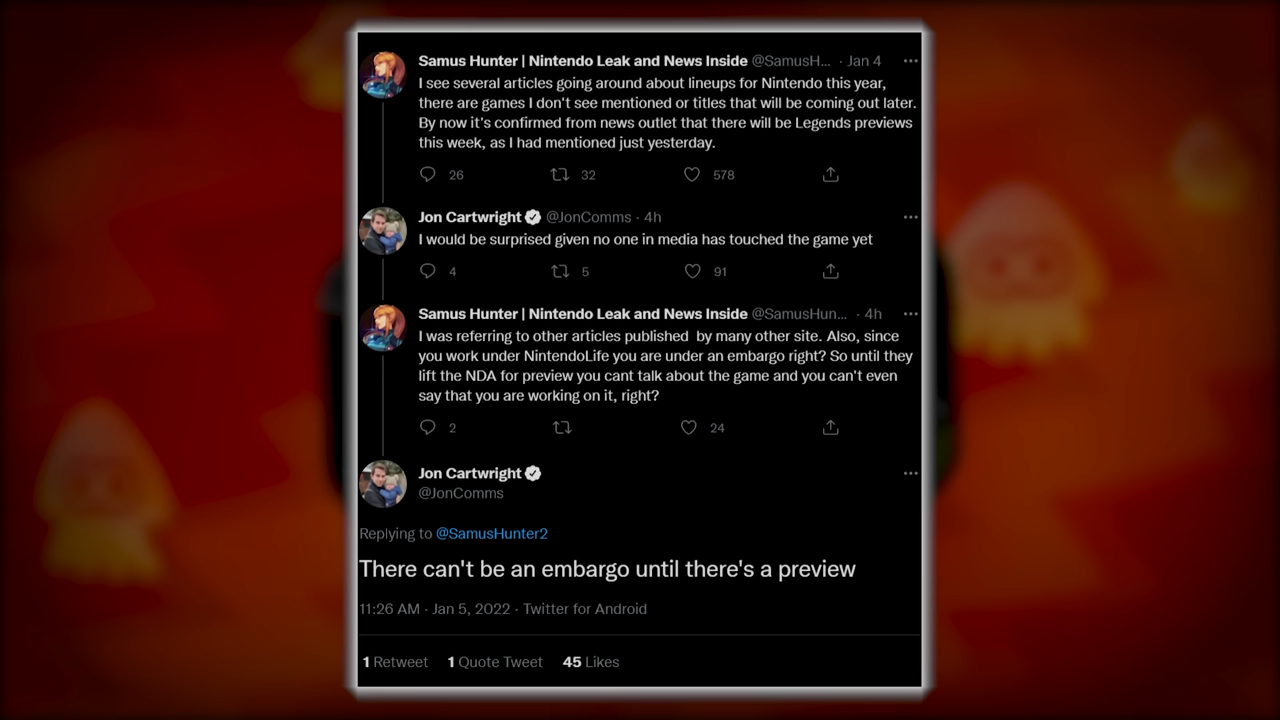 Samus Hunter | Nintendo Leak and News Inside @SamusH... · Jan 4
I see several articles going around about lineups for Nintendo this year,
there are games I don't see mentioned or titles that will be coming out later.
By now it's confirmed from news outlet that there will be Legends previews
this week, as I had mentioned just yesterday.
26 32 578
Jon Cartwright @JonComms · 4h
I would be surprised given no one in media has touched the game yet
4 5 91
Samus Hunter | Nintendo Leak and News Inside @SamusHun... · 4h
I was referring to other articles published by many other site. Also, since
you work under NintendoLife you are under an embargo right? So until they
lift the NDA for preview you cant talk about the game and you can't even
say that you are working on it, right?
2 24
Jon Cartwright
@JonComms
Replying to @SamusHunter2
There can't be an embargo until there's a preview
11:26 AM · Jan 5, 2022 · Twitter for Android
1 Retweet 1 Quote Tweet 45 Likes